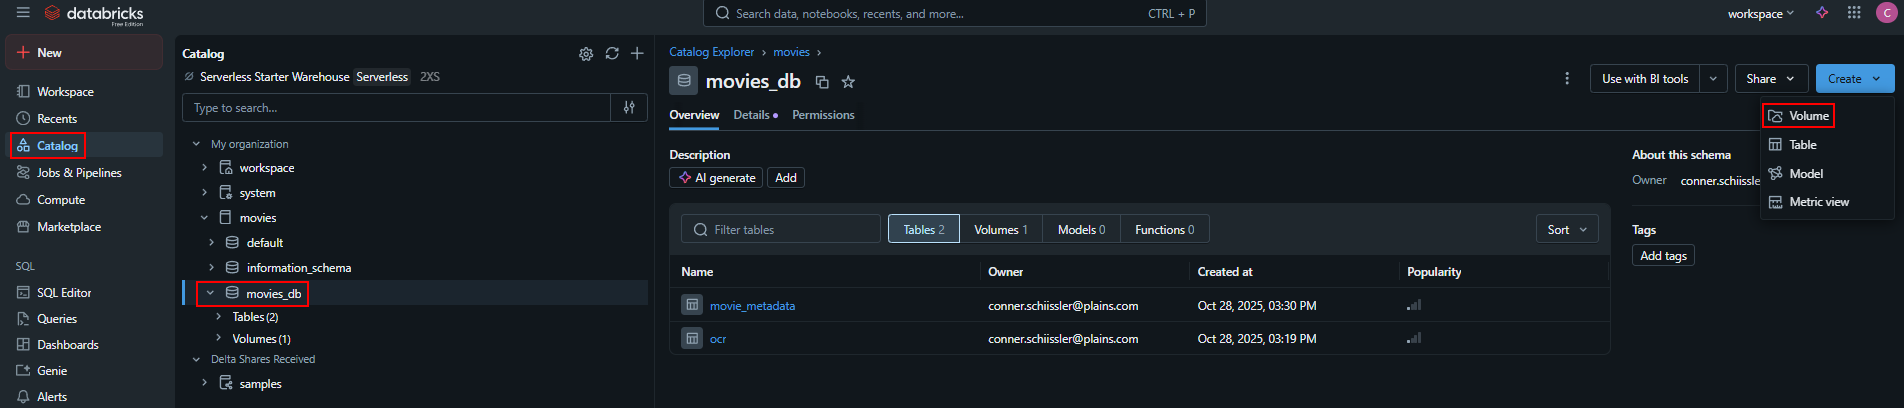 databricks
Free Edition
Search data, notebooks, recents, and more...
CTRL + P
workspace
C
New
Workspace
Recents
Catalog
Jobs & Pipelines
Compute
Marketplace
SQL
SQL Editor
Queries
Dashboards
Genie
Alerts
Catalog
Serverless Starter Warehouse Serverless 2XS
Type to search...
My organization
workspace
system
movies
default
information_schema
movies_db
Tables (2)
Volumes (1)
Delta Shares Received
samples
Catalog Explorer > movies >
movies_db
Use with BI tools
Share
Create
Overview Details Permissions
Volume
Table
Model
Metric view
Description
AI generate Add
Filter tables
Tables 2 Volumes 1 Models 0 Functions 0
Sort
Name Owner Created at Popularity
movie_metadata conner.schiissler@plains.com Oct 28, 2025, 03:30 PM
ocr conner.schiissler@plains.com Oct 28, 2025, 03:19 PM
About this schema
Owner conner.schiissler
Tags
Add tags